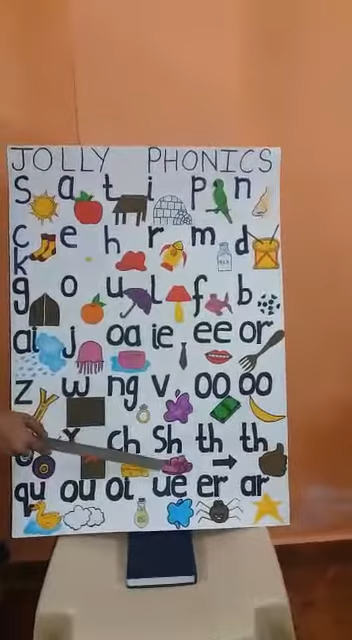 JOLLY PHONICS
s a t i p n
c k e h r m d
MILK
g o u l f b
ai j oa ie ee or
z w ng v oo oo
ch sh th th
qu ou oi ue er ar